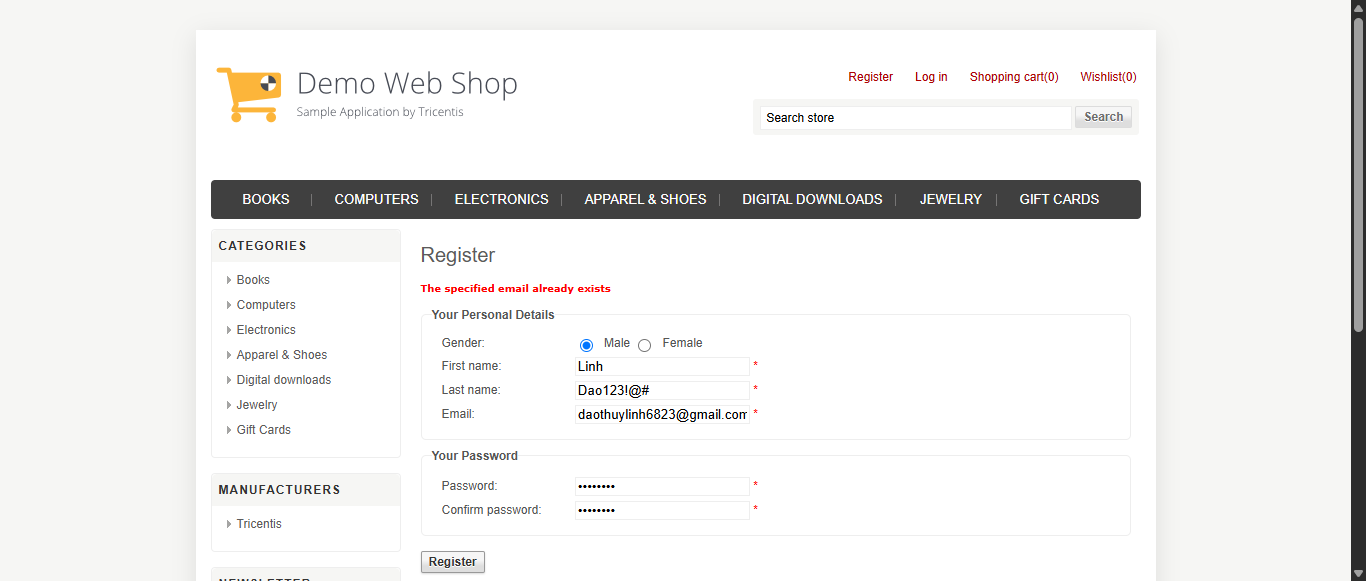 Demo Web Shop
Sample Application by Tricentis
Register Log in Shopping cart(0) Wishlist(0)
Search store Search
BOOKS COMPUTERS ELECTRONICS APPAREL & SHOES DIGITAL DOWNLOADS JEWELRY GIFT CARDS
CATEGORIES
Books
Computers
Electronics
Apparel & Shoes
Digital downloads
Jewelry
Gift Cards
MANUFACTURERS
Tricentis
NEWSLETTER
Register
The specified email already exists
Your Personal Details
Gender: Male Female
First name: Linh *
Last name: Dao123!@# *
Email: daothuylinh6823@gmail.com *
Your Password
Password: •••••••• *
Confirm password: •••••••• *
Register